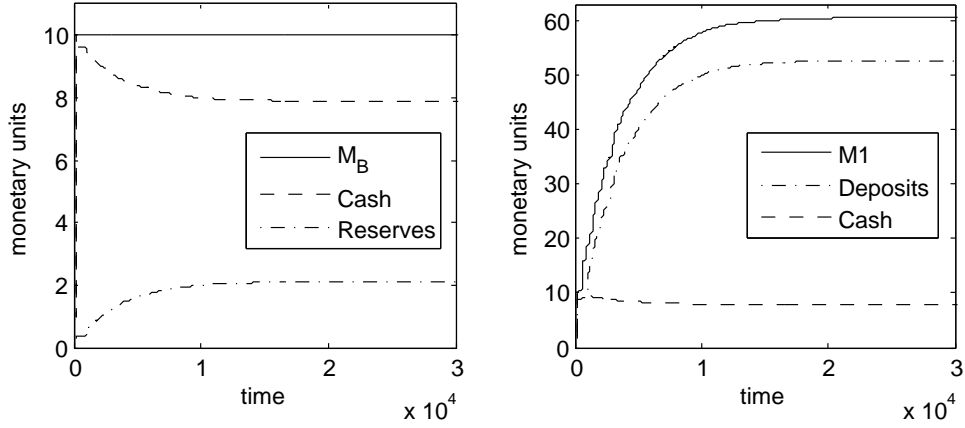 monetary units
10
8
6
4
2
0
M_B
Cash
Reserves
0 1 2 3
time
x 10^4
monetary units
60
50
40
30
20
10
0
M1
Deposits
Cash
0 1 2 3
time
x 10^4